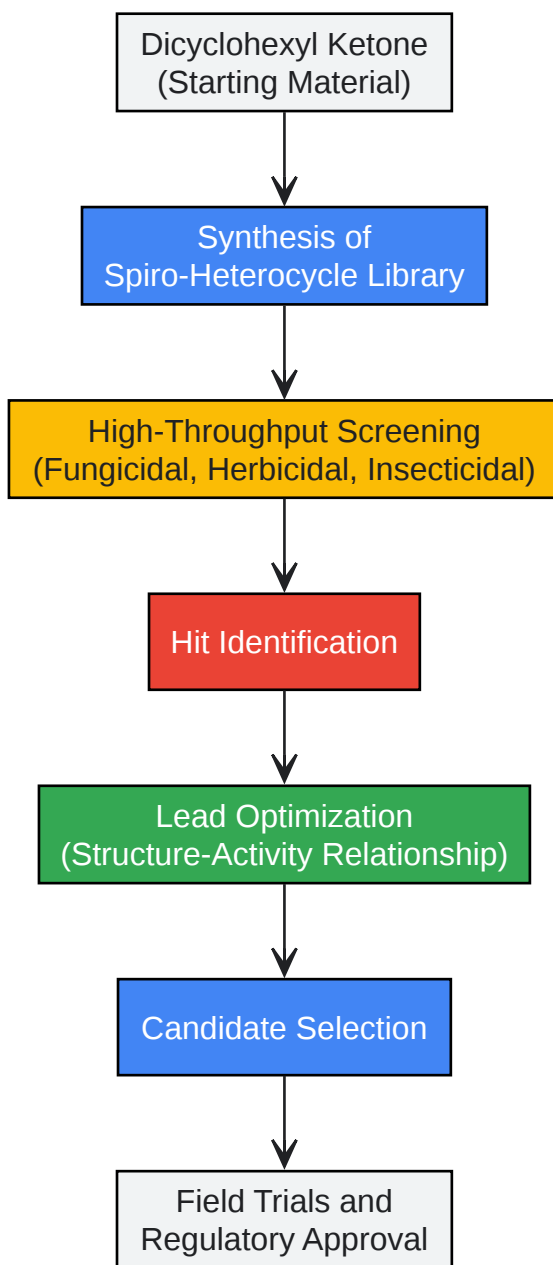 Dicyclohexyl Ketone
(Starting Material)
Synthesis of
Spiro-Heterocycle Library
High-Throughput Screening
(Fungicidal, Herbicidal, Insecticidal)
Hit Identification
Lead Optimization
(Structure-Activity Relationship)
Candidate Selection
Field Trials and
Regulatory Approval